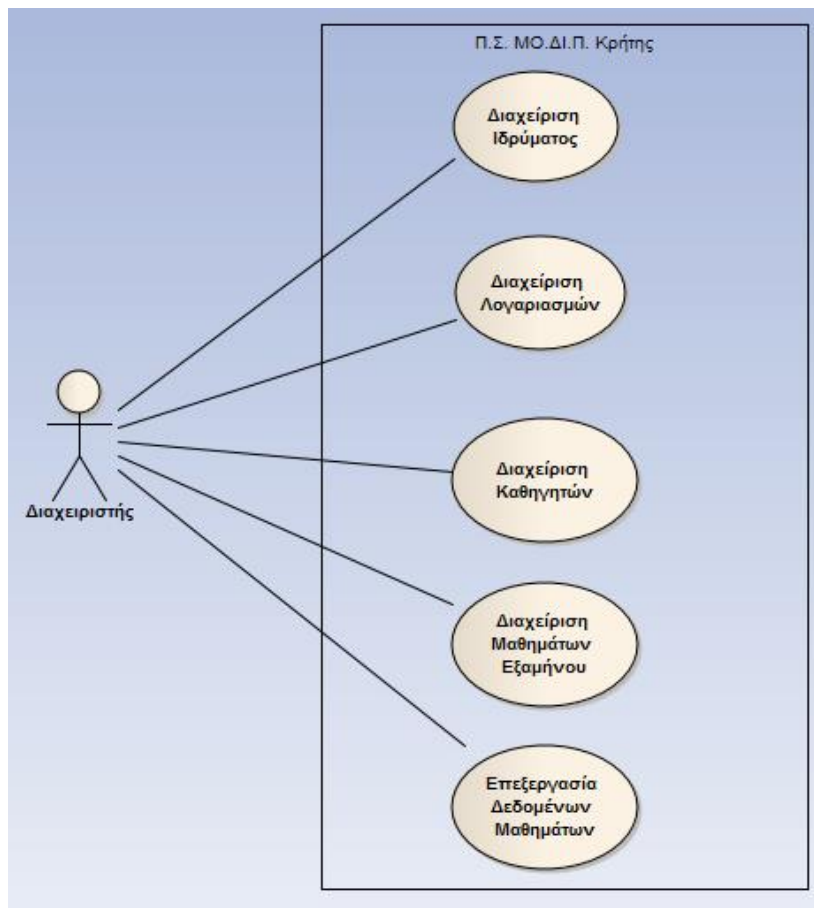 Π.Σ. ΜΟ.ΔΙ.Π. Κρήτης
Διαχείριση
Ιδρύματος
Διαχείριση
Λογαριασμών
Διαχείριση
Καθηγητών
Διαχειριστής
Διαχείριση
Μαθημάτων
Εξαμήνου
Επεξεργασία
Δεδομένων
Μαθημάτων